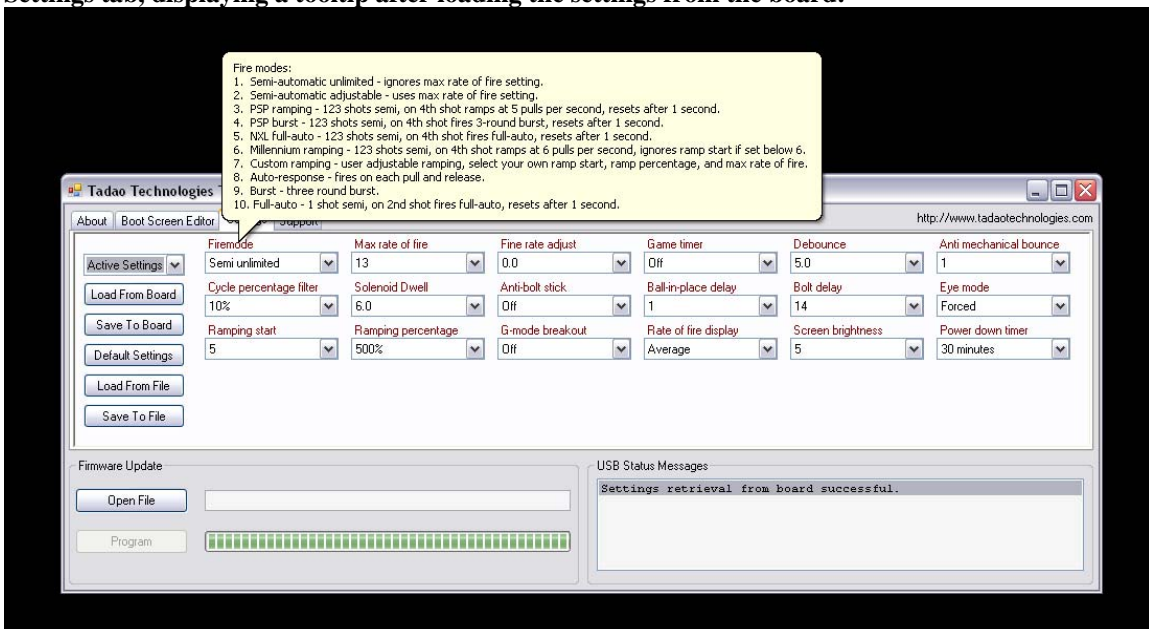 Settings tab, displaying a tooltip after loading the settings from the board:
Fire modes:
1. Semi-automatic unlimited - ignores max rate of fire setting.
2. Semi-automatic adjustable - uses max rate of fire setting.
3. PSP ramping - 123 shots semi, on 4th shot ramps at 5 pulls per second, resets after 1 second.
4. PSP burst - 123 shots semi, on 4th shot fires 3-round burst, resets after 1 second.
5. NXL full-auto - 123 shots semi, on 4th shot fires full-auto, resets after 1 second.
6. Millennium ramping - 123 shots semi, on 4th shot ramps at 6 pulls per second, ignores ramp start if set below 6.
7. Custom ramping - user adjustable ramping, select your own ramp start, ramp percentage, and max rate of fire.
8. Auto-response - fires on each pull and release.
9. Burst - three round burst.
10. Full-auto - 1 shot semi, on 2nd shot fires full-auto, resets after 1 second.
Tadao Technologies
About Boot Screen Editor Support http://www.tadaotechnologies.com
Firemode Max rate of fire Fine rate adjust Game timer Debounce Anti mechanical bounce
Active Settings Semi unlimited 13 0.0 Off 5.0 1
Load From Board Cycle percentage filter Solenoid Dwell Anti-bolt stick Ball-in-place delay Bolt delay Eye mode
10% 6.0 Off 1 14 Forced
Save To Board Ramping start Ramping percentage G-mode breakout Rate of fire display Screen brightness Power down timer
Default Settings 5 500% Off Average 5 30 minutes
Load From File
Save To File
Firmware Update USB Status Messages
Open File Settings retrieval from board successful.
Program